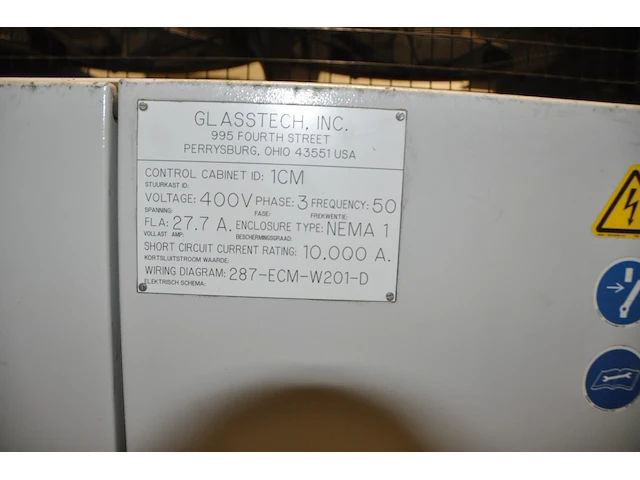 GLASSTECH, INC.
995 FOURTH STREET
PERRYSBURG, OHIO 43551 USA
CONTROL CABINET ID: 1CM
STUURKAST ID:
VOLTAGE: 400V PHASE: 3 FREQUENCY: 50
SPANNING: FASE: FREKWENTIE:
FLA: 27.7 A. ENCLOSURE TYPE: NEMA 1
VOLLAST AMP: BESCHERMINGSGRAAD:
SHORT CIRCUIT CURRENT RATING: 10,000 A.
KORTSLUITSTROOM WAARDE:
WIRING DIAGRAM: 287-ECM-W201-D
ELEKTRISCH SCHEMA: